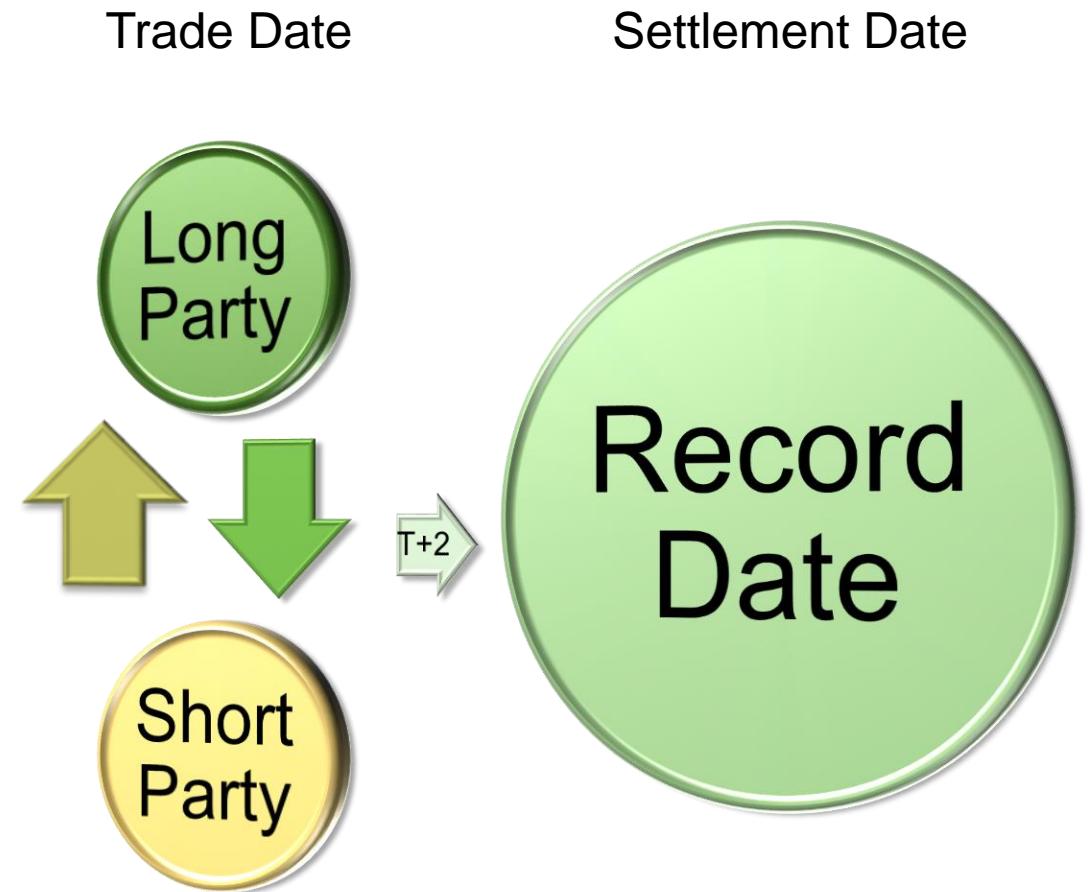 Trade Date
Settlement Date
Long
Party
T+2
Record
Date
Short
Party